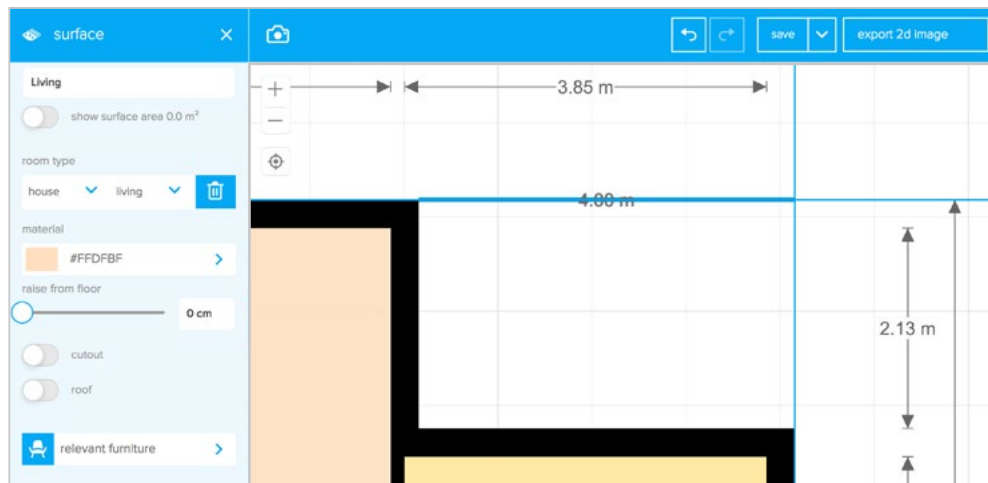 surface
save
export 2d image
Living
show surface area 0.0 m²
room type
house
living
material
#FFDFBF
raise from floor
0 cm
cutout
roof
relevant furniture
3.85 m
4.00 m
2.13 m